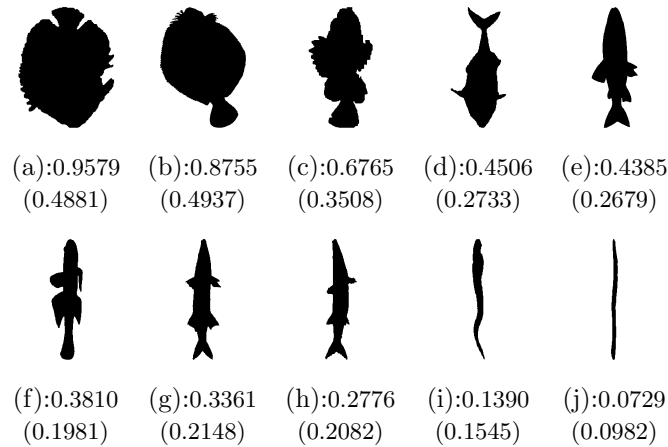 (a):0.9579 (b):0.8755 (c):0.6765 (d):0.4506 (e):0.4385
(0.4881) (0.4937) (0.3508) (0.2733) (0.2679)
(f):0.3810 (g):0.3361 (h):0.2776 (i):0.1390 (j):0.0729
(0.1981) (0.2148) (0.2082) (0.1545) (0.0982)